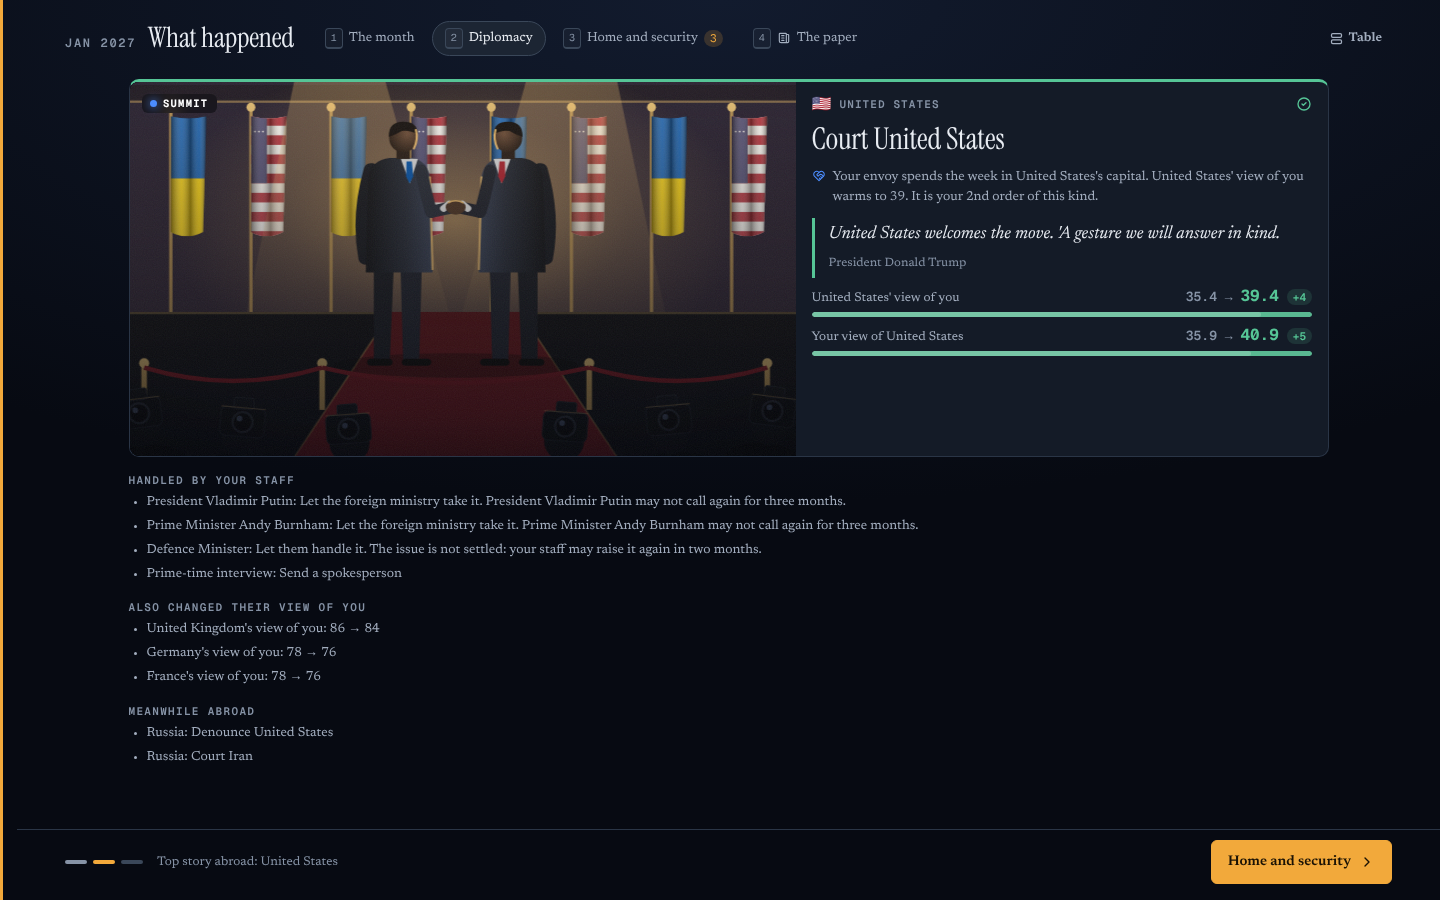 JAN 2027 What happened
1 The month
2 Diplomacy
3 Home and security 3
4 The paper
Table
SUMMIT
UNITED STATES
Court United States
Your envoy spends the week in United States's capital. United States' view of you
warms to 39. It is your 2nd order of this kind.
United States welcomes the move. 'A gesture we will answer in kind.
President Donald Trump
United States' view of you 35.4 → 39.4 +4
Your view of United States 35.9 → 40.9 +5
HANDLED BY YOUR STAFF
• President Vladimir Putin: Let the foreign ministry take it. President Vladimir Putin may not call again for three months.
• Prime Minister Andy Burnham: Let the foreign ministry take it. Prime Minister Andy Burnham may not call again for three months.
• Defence Minister: Let them handle it. The issue is not settled: your staff may raise it again in two months.
• Prime-time interview: Send a spokesperson
ALSO CHANGED THEIR VIEW OF YOU
• United Kingdom's view of you: 86 → 84
• Germany's view of you: 78 → 76
• France's view of you: 78 → 76
MEANWHILE ABROAD
• Russia: Denounce United States
• Russia: Court Iran
Top story abroad: United States
Home and security